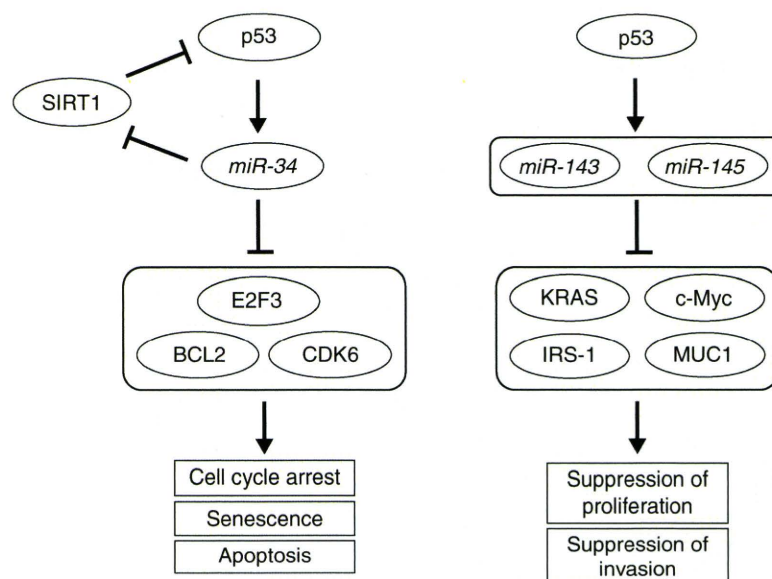 p53
SIRT1
miR-34
E2F3
BCL2
CDK6
Cell cycle arrest
Senescence
Apoptosis
p53
miR-143
miR-145
KRAS
c-Myc
IRS-1
MUC1
Suppression of
proliferation
Suppression of
invasion